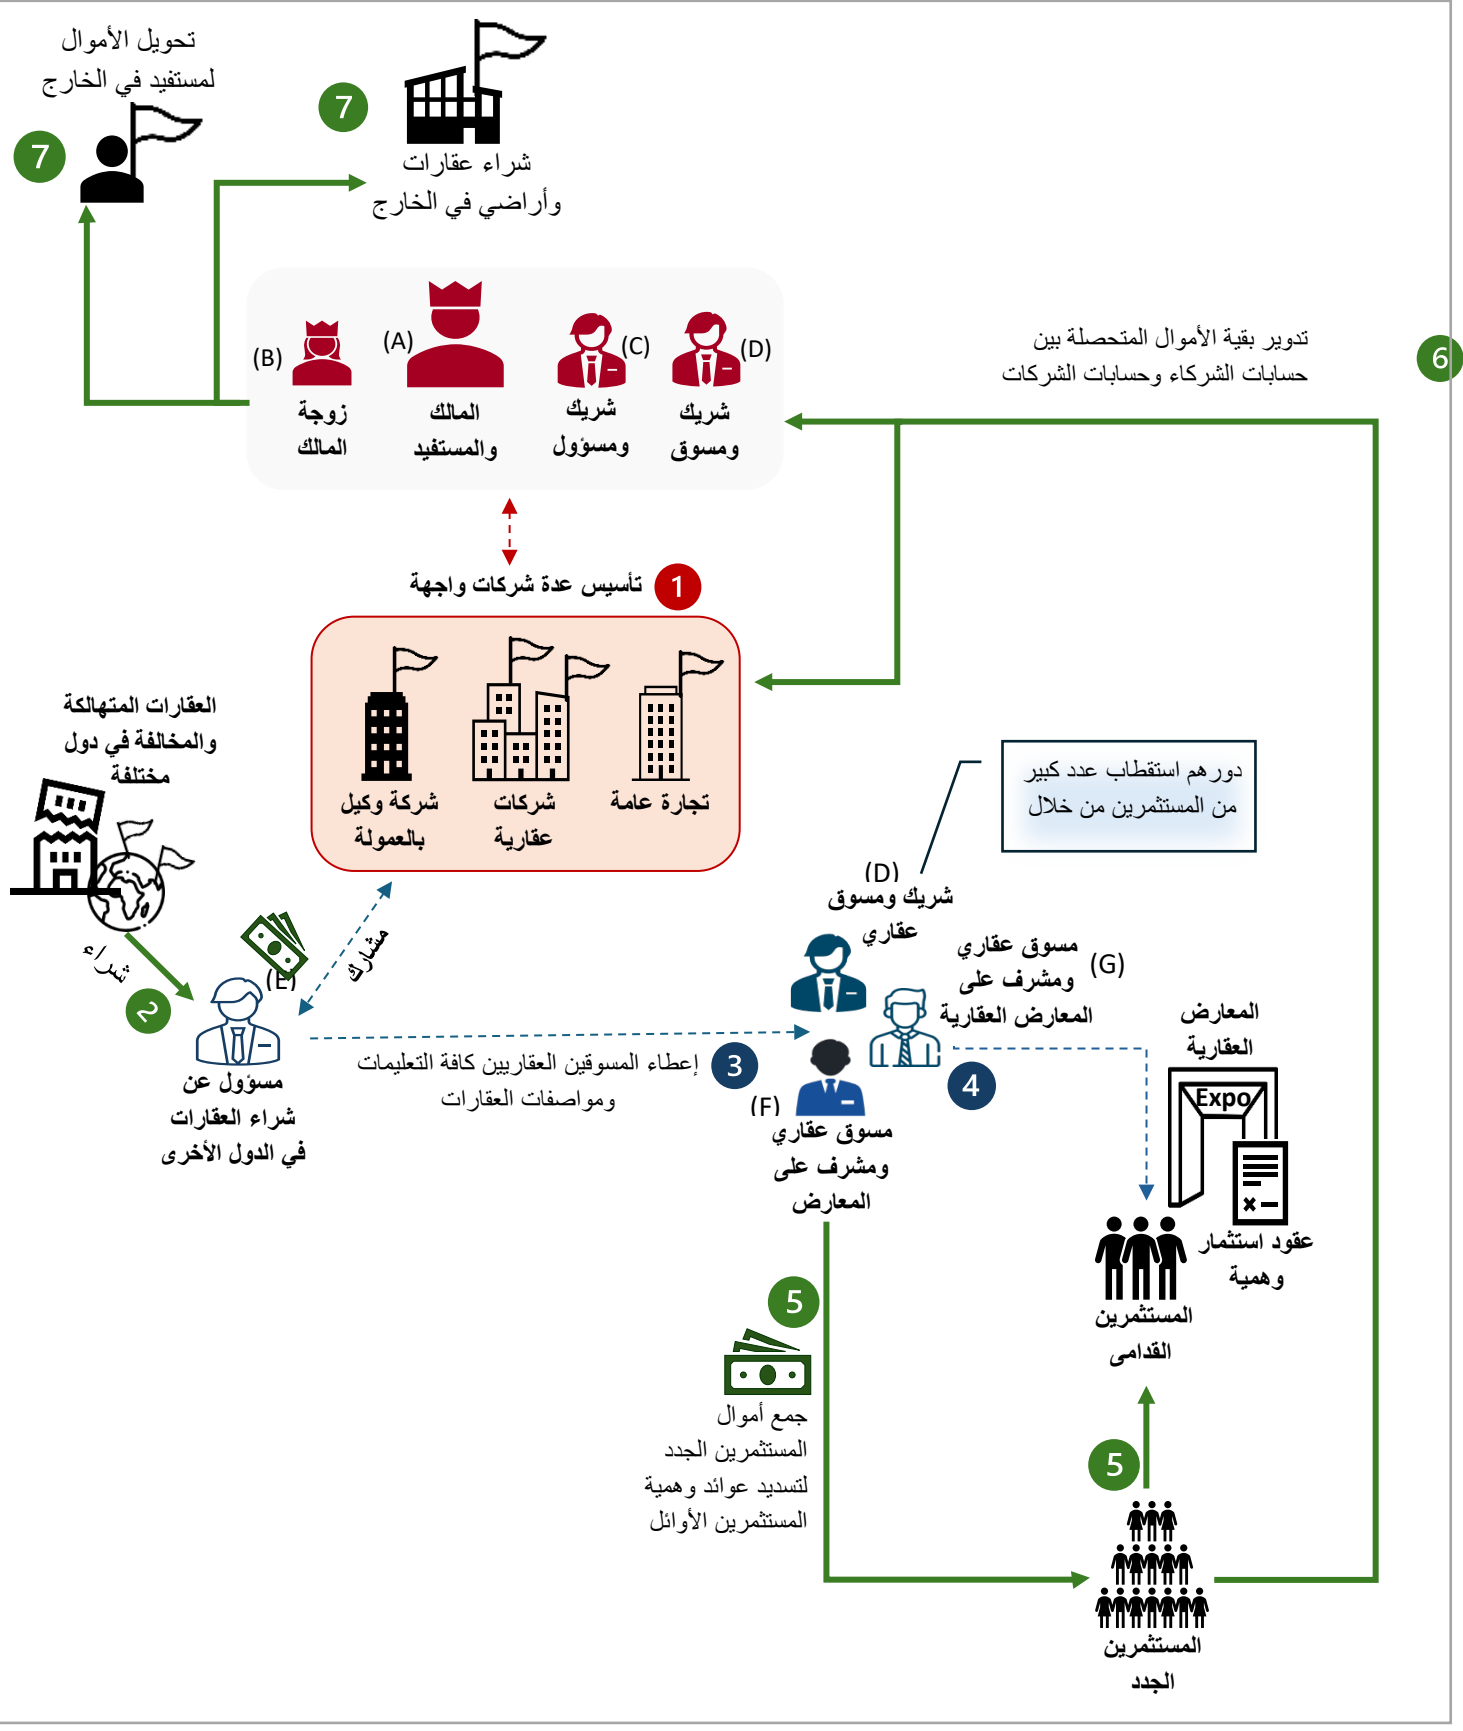 تحويل الأموال
لمستفيد في الخارج
7
7
شراء عقارات
وأراضي في الخارج
(A)
(B)
(C)
(D)
زوجة
المالك
المالك
والمستفيد
شريك
ومسؤول
شريك
ومسوق
تدوير بقية الأموال المتحصلة بين
حسابات الشركاء وحسابات الشركات
6
تأسيس عدة شركات واجهة
1
شركة وكيل
بالعمولة
شركات
عقارية
تجارة عامة
العقارات المتهالكة
والمخالفة في دول
مختلفة
شراء
2
(E)
مشارك
مسؤول عن
شراء العقارات
في الدول الأخرى
3
إعطاء المسوقين العقاريين كافة التعليمات
ومواصفات العقارات
دورهم استقطاب عدد كبير
من المستثمرين من خلال
(D)
شريك ومسوق
عقاري
(G)
مسوق عقاري
ومشرف على
المعارض العقارية
(F)
مسوق عقاري
ومشرف على
المعارض
4
المعارض
العقارية
Expo
عقود استثمار
وهمية
المستثمرين
القدامى
5
جمع أموال
المستثمرين الجدد
لتسديد عوائد وهمية
المستثمرين الأوائل
5
المستثمرين
الجدد